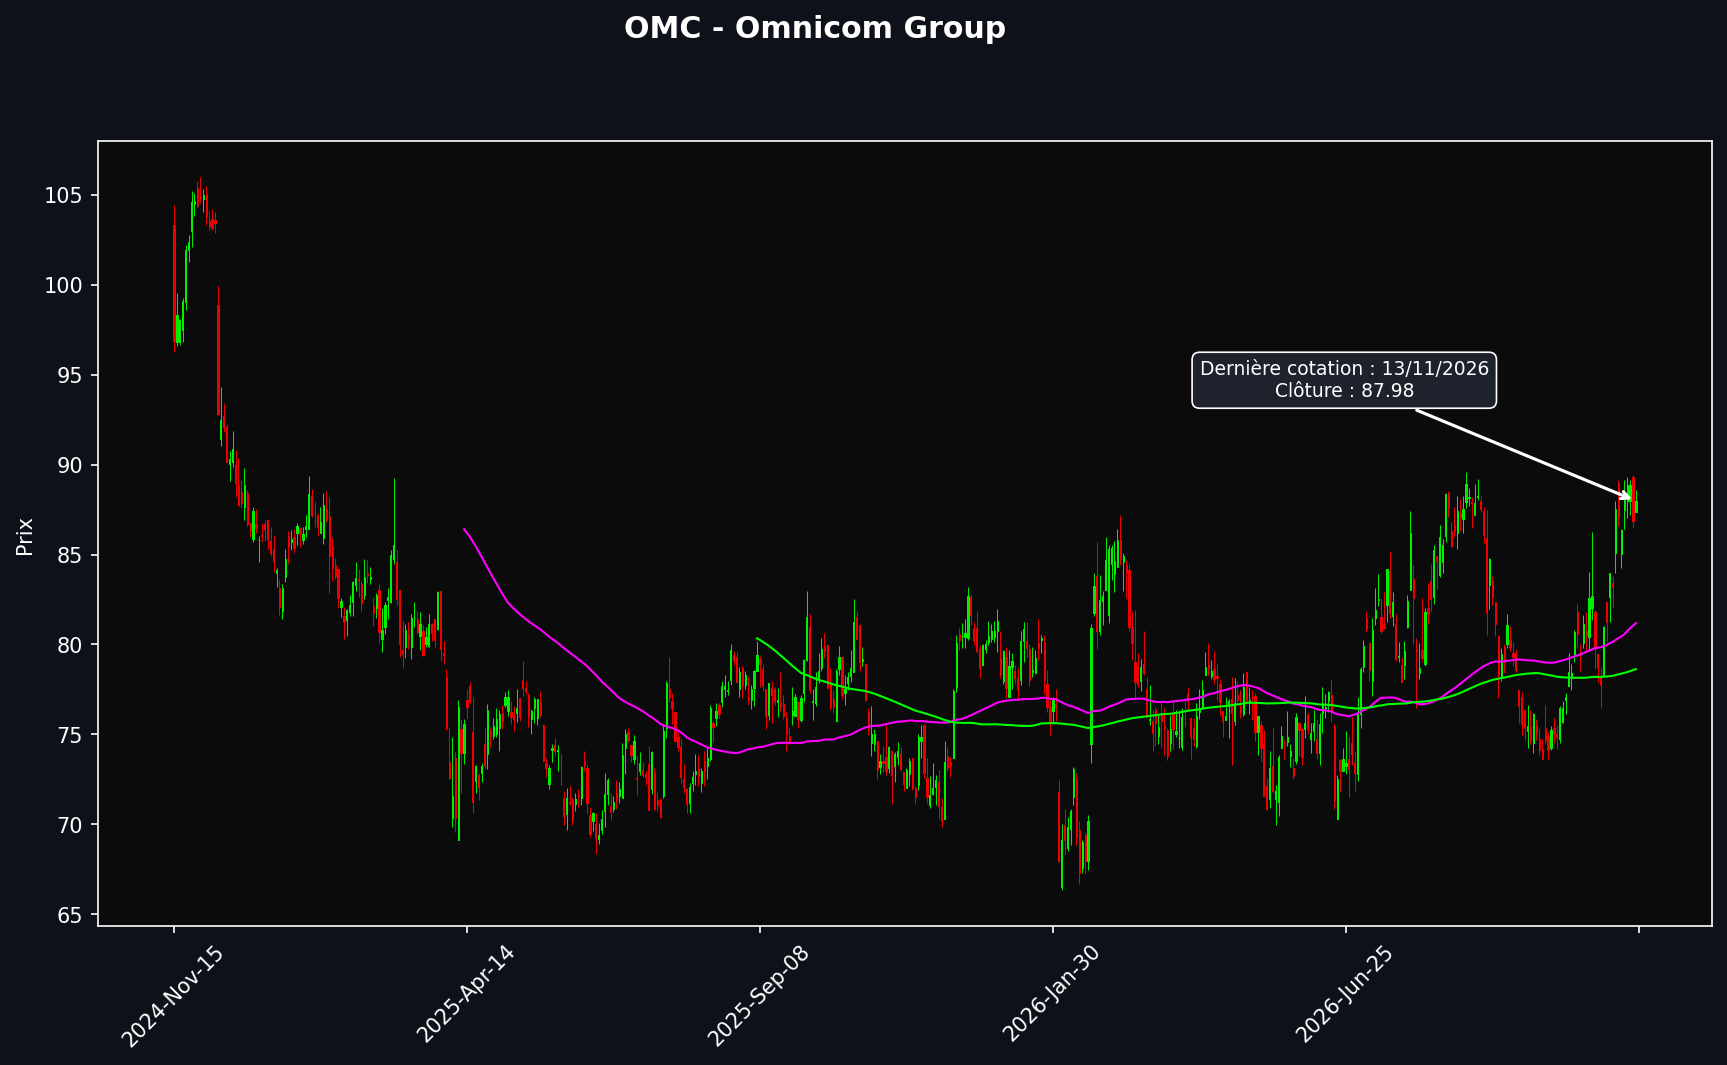 OMC - Omnicom Group
Prix
105
100
95
90
85
80
75
70
65
Dernière cotation : 13/11/2026
Clôture : 87.98
2024-Nov-15
2025-Apr-14
2025-Sep-08
2026-Jan-30
2026-Jun-25